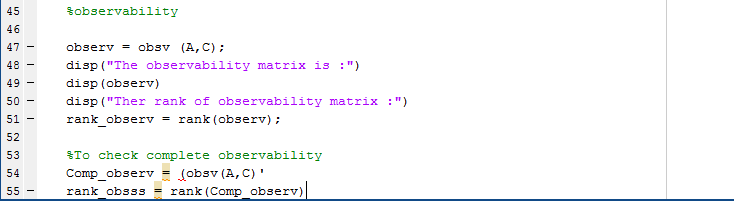 45 %observability
46
47 – observ = obsv (A,C);
48 – disp("The observability matrix is :")
49 – disp(observ)
50 – disp("Ther rank of observability matrix :")
51 – rank_observ = rank(observ);
52
53 %To check complete observability
54 Comp_observ = (obsv(A,C)'
55 – rank_obsss = rank(Comp_observ)